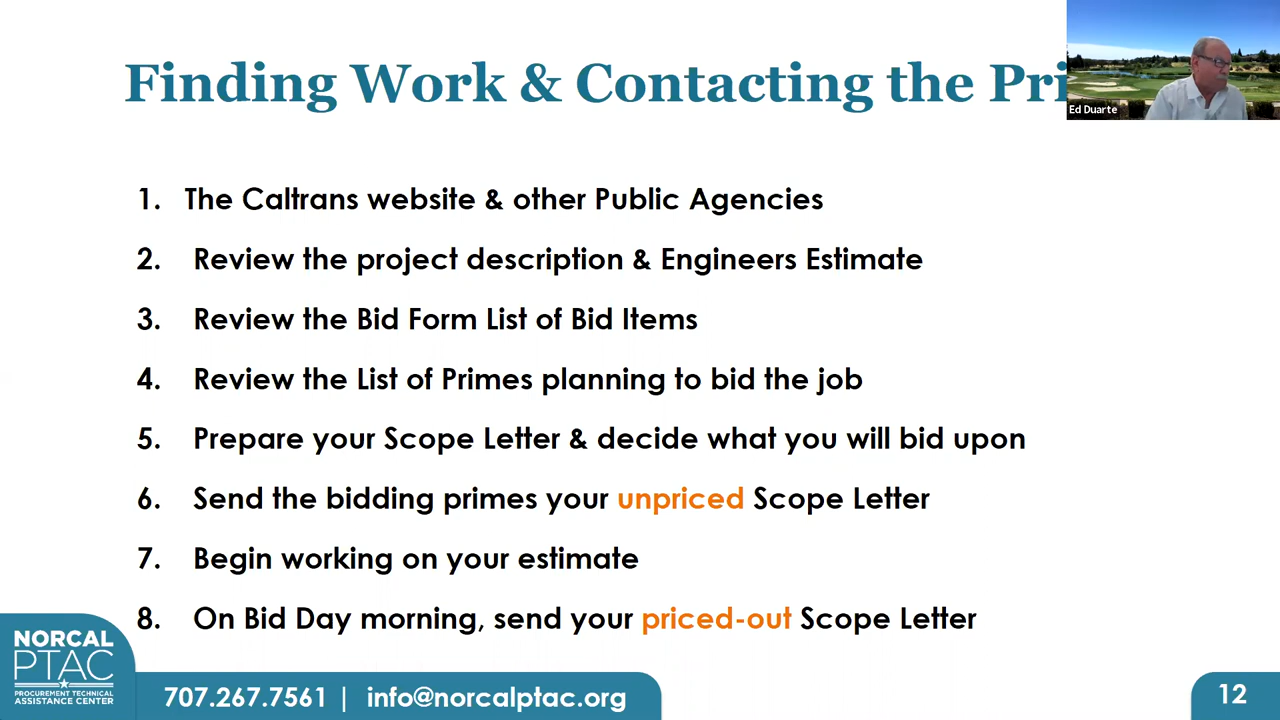 Finding Work & Contacting the Pri
Ed Duarte
1. The Caltrans website & other Public Agencies
2. Review the project description & Engineers Estimate
3. Review the Bid Form List of Bid Items
4. Review the List of Primes planning to bid the job
5. Prepare your Scope Letter & decide what you will bid upon
6. Send the bidding primes your unpriced Scope Letter
7. Begin working on your estimate
8. On Bid Day morning, send your priced-out Scope Letter
NORCAL
PTAC
PROCUREMENT TECHNICAL
ASSISTANCE CENTER
707.267.7561 | info@norcalptac.org
12